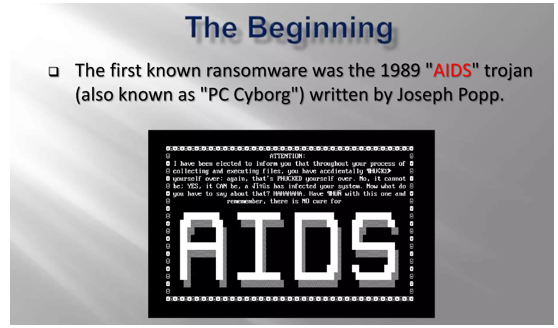 The Beginning
The first known ransomware was the 1989 "AIDS" trojan
(also known as "PC Cyborg") written by Joseph Popp.
ATTENTION:
I have been elected to inform you that throughout your process of
collecting and executing files, you have accdientally
yourself over: again, that's PHUCKED yourself over. No, it cannot
be; YES, it CAN be, a has infected your system. Now what do
you have to say about that? HAHAHAHA. Have with this one and
remember, there is NO cure for
AIDS